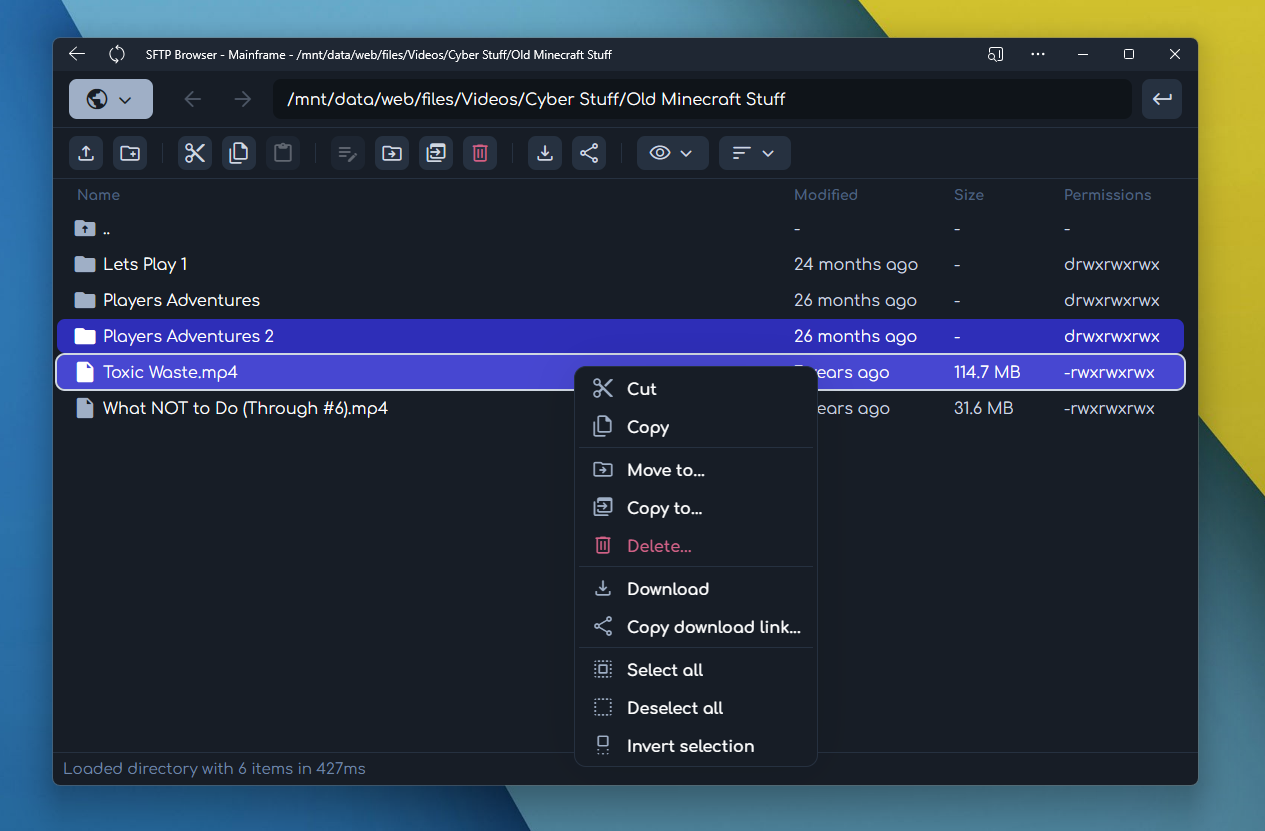 SFTP Browser - Mainframe - /mnt/data/web/files/Videos/Cyber Stuff/Old Minecraft Stuff
/mnt/data/web/files/Videos/Cyber Stuff/Old Minecraft Stuff
Name Modified Size Permissions
.. - - -
Lets Play 1 24 months ago - drwxrwxrwx
Players Adventures 26 months ago - drwxrwxrwx
Players Adventures 2 26 months ago - drwxrwxrwx
Toxic Waste.mp4 ears ago 114.7 MB -rwxrwxrwx
What NOT to Do (Through #6).mp4 ears ago 31.6 MB -rwxrwxrwx
Cut
Copy
Move to...
Copy to...
Delete...
Download
Copy download link...
Select all
Deselect all
Invert selection
Loaded directory with 6 items in 427ms